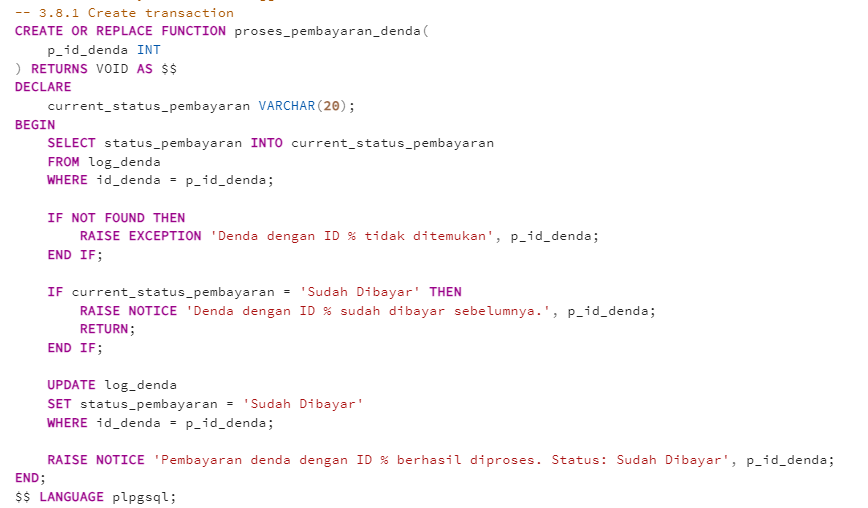 -- 3.8.1 Create transaction
CREATE OR REPLACE FUNCTION proses_pembayaran_denda(
    p_id_denda INT
) RETURNS VOID AS $$
DECLARE
    current_status_pembayaran VARCHAR(20);
BEGIN
    SELECT status_pembayaran INTO current_status_pembayaran
    FROM log_denda
    WHERE id_denda = p_id_denda;
    IF NOT FOUND THEN
        RAISE EXCEPTION 'Denda dengan ID % tidak ditemukan', p_id_denda;
    END IF;
    IF current_status_pembayaran = 'Sudah Dibayar' THEN
        RAISE NOTICE 'Denda dengan ID % sudah dibayar sebelumnya.', p_id_denda;
        RETURN;
    END IF;
    UPDATE log_denda
    SET status_pembayaran = 'Sudah Dibayar'
    WHERE id_denda = p_id_denda;
    RAISE NOTICE 'Pembayaran denda dengan ID % berhasil diproses. Status: Sudah Dibayar', p_id_denda;
END;
$$ LANGUAGE plpgsql;